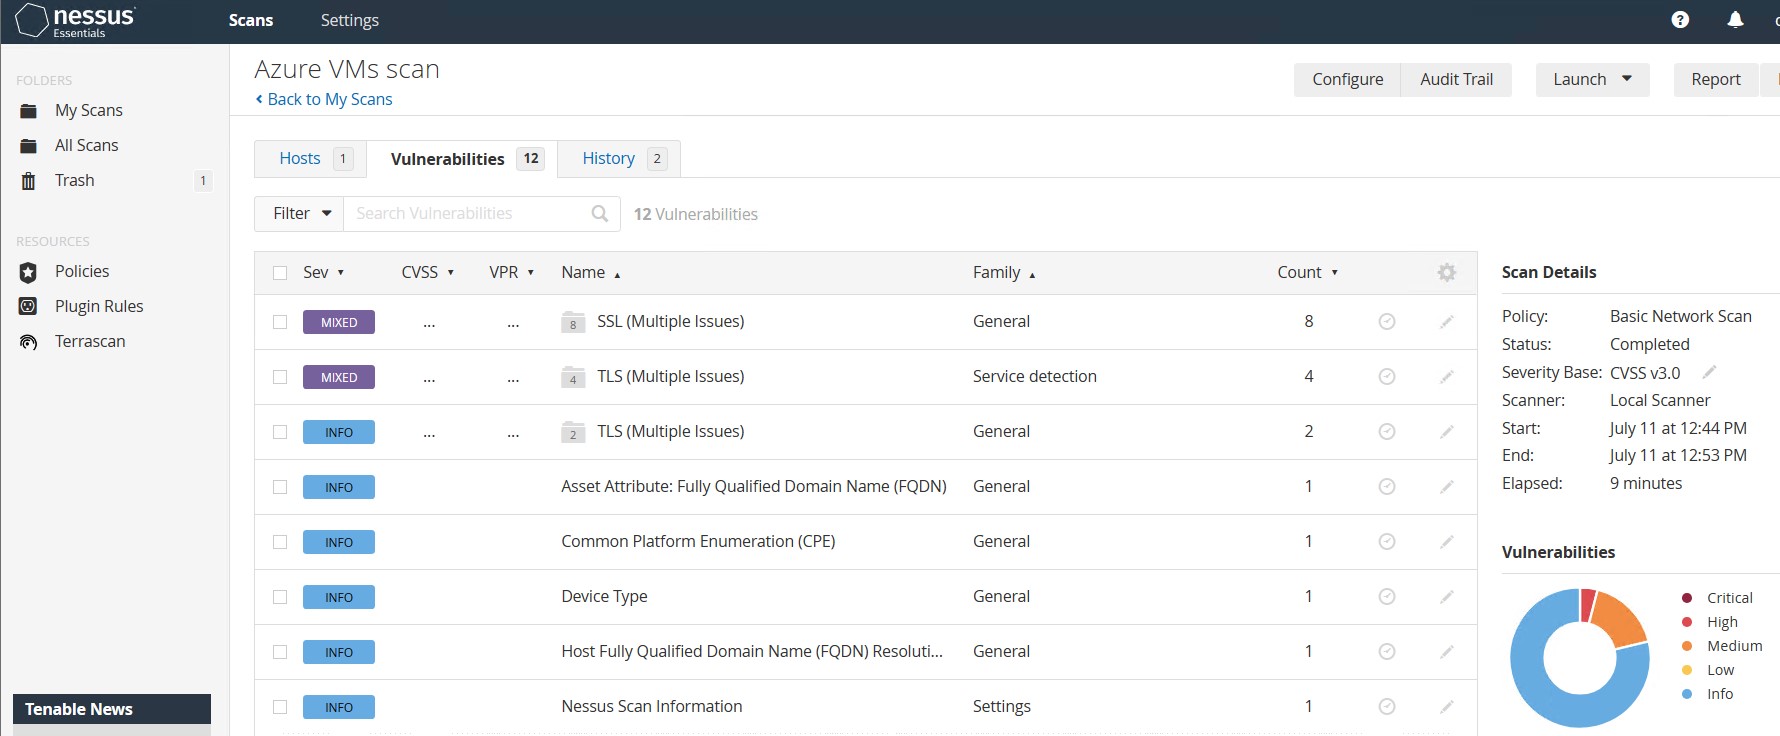 nessus
Essentials
Scans
Settings
?
FOLDERS
My Scans
All Scans
Trash
1
RESOURCES
Policies
Plugin Rules
Terrascan
Tenable News
Azure VMs scan
Back to My Scans
Configure
Audit Trail
Launch
Report
Hosts 1
Vulnerabilities 12
History 2
Filter
Search Vulnerabilities
12 Vulnerabilities
Sev CVSS VPR Name Family Count
MIXED ... ... 8 SSL (Multiple Issues) General 8
MIXED ... ... 4 TLS (Multiple Issues) Service detection 4
INFO ... ... 2 TLS (Multiple Issues) General 2
INFO Asset Attribute: Fully Qualified Domain Name (FQDN) General 1
INFO Common Platform Enumeration (CPE) General 1
INFO Device Type General 1
INFO Host Fully Qualified Domain Name (FQDN) Resoluti... General 1
INFO Nessus Scan Information Settings 1
Scan Details
Policy: Basic Network Scan
Status: Completed
Severity Base: CVSS v3.0
Scanner: Local Scanner
Start: July 11 at 12:44 PM
End: July 11 at 12:53 PM
Elapsed: 9 minutes
Vulnerabilities
Critical
High
Medium
Low
Info